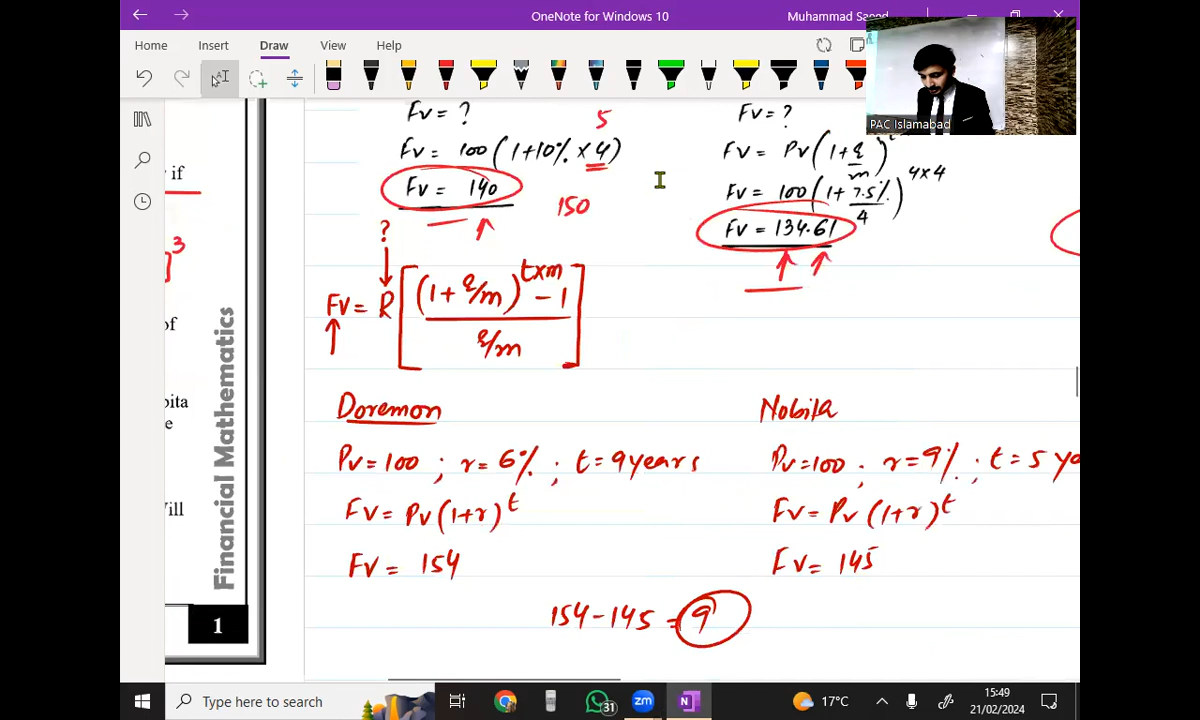 OneNote for Windows 10
Muhammad Saeed
Home Insert Draw View Help
PAC Islamabad
if
3
of
bita
e
ill
Financial Mathematics
1
FV = ?
5
FV = 100 (1+10% × 4)
FV = 140
150
?
FV = ?
FV = PV (1+r/m)
FV = 100 (1+ 7.5%/4)^4×4
FV = 134.61
FV = R [ ((1+r/m)^t×m - 1) / (r/m) ]
Doremon
PV = 100 ; r = 6% ; t = 9 years
FV = PV (1+r)^t
FV = 154
Nobita
PV = 100 ; r = 9% ; t = 5 ye
FV = PV (1+r)^t
FV = 145
154 - 145 = 9
Type here to search
31
zm
N
17°C
15:49
21/02/2024